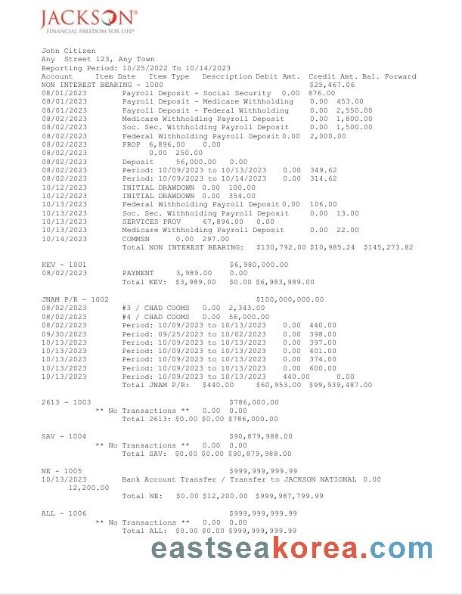 JACKSON
FINANCIAL FREEDOM FOR LIFE®
John Citizen
Any Street 123, Any Town
Reporting Period: 10/25/2022 To 10/14/2023
Account Item Date Item Type Description Debit Amt. Credit Amt. Bal. Forward
NON INTEREST BEARING - 1000 $25,467.06
08/01/2023 Payroll Deposit - Social Security 0.00 876.00
08/01/2023 Payroll Deposit - Medicare Withholding 0.00 453.00
08/01/2023 Payroll Deposit - Federal Withholding 0.00 2,550.00
08/02/2023 Medicare Withholding Payroll Deposit 0.00 1,800.00
08/02/2023 Soc. Sec. Withholding Payroll Deposit 0.00 1,500.00
08/02/2023 Federal Withholding Payroll Deposit 0.00 2,000.00
08/02/2023 PROP 6,896.00 0.00
08/02/2023 0.00 250.00
08/02/2023 Deposit 56,000.00 0.00
08/02/2023 Period: 10/09/2023 to 10/13/2023 0.00 349.62
08/02/2023 Period: 10/09/2023 to 10/14/2023 0.00 314.62
10/12/2023 INITIAL DRAWDOWN 0.00 100.00
10/12/2023 INITIAL DRAWDOWN 0.00 354.00
10/13/2023 Federal Withholding Payroll Deposit 0.00 106.00
10/13/2023 Soc. Sec. Withholding Payroll Deposit 0.00 13.00
10/13/2023 SERVICES PROV 67,896.00 0.00
10/13/2023 Medicare Withholding Payroll Deposit 0.00 22.00
10/14/2023 COMMSN 0.00 297.00
Total NON INTEREST BEARING: $130,792.00 $10,985.24 $145,273.82
KEV - 1001 $6,980,000.00
08/02/2023 PAYMENT 3,989.00 0.00
Total KEV: $3,989.00 $0.00 $6,983,989.00
JNAM P/R - 1002 $100,000,000.00
08/02/2023 #3 / CHAD COOMS 0.00 2,343.00
08/02/2023 #4 / CHAD COOMS 0.00 56,000.00
08/02/2023 Period: 10/09/2023 to 10/13/2023 0.00 440.00
09/30/2023 Period: 09/25/2023 to 10/02/2023 0.00 398.00
10/13/2023 Period: 10/09/2023 to 10/13/2023 0.00 397.00
10/13/2023 Period: 10/09/2023 to 10/13/2023 0.00 401.00
10/13/2023 Period: 10/09/2023 to 10/13/2023 0.00 374.00
10/13/2023 Period: 10/09/2023 to 10/13/2023 0.00 600.00
10/13/2023 Period: 10/09/2023 to 10/13/2023 440.00 0.00
Total JNAM P/R: $440.00 $60,953.00 $99,939,487.00
2613 - 1003 $786,000.00
** No Transactions ** 0.00 0.00
Total 2613: $0.00 $0.00 $786,000.00
SAV - 1004 $90,879,988.00
** No Transactions ** 0.00 0.00
Total SAV: $0.00 $0.00 $90,879,988.00
NE - 1005 $999,999,999.99
10/13/2023 Bank Account Transfer / Transfer to JACKSON NATIONAL 0.00
12,200.00
Total NE: $0.00 $12,200.00 $999,987,799.99
ALL - 1006 $999,999,999.99
** No Transactions ** 0.00 0.00
Total ALL: $0.00 $0.00 $999,999,999.99
eastseakorea.com